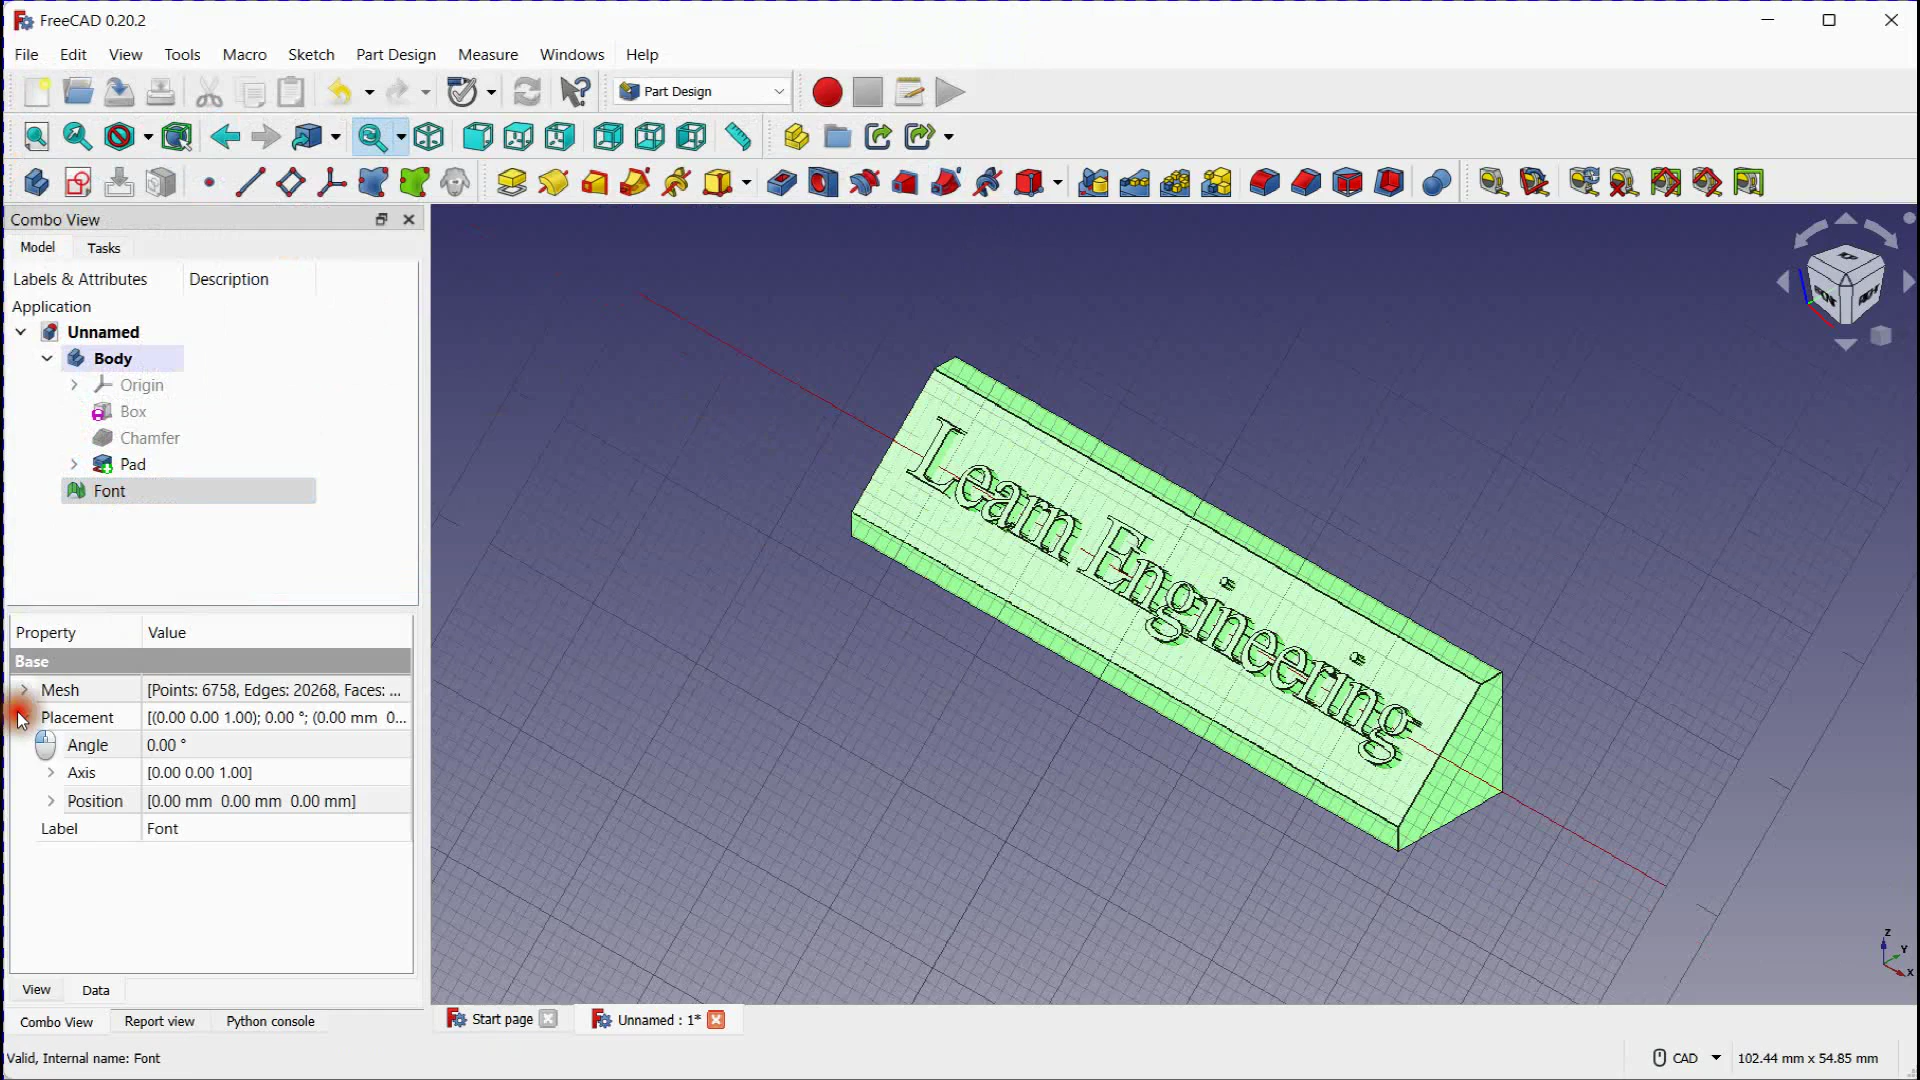 FreeCAD 0.20.2
File Edit View Tools Macro Sketch Part Design Measure Windows Help
Part Design
Combo View
Model Tasks
Labels & Attributes Description
Application
Unnamed
Body
Origin
Box
Chamfer
Pad
Font
Learn Engineering
TOP
Property Value
Base
Mesh [Points: 6758, Edges: 20268, Faces: ...
Placement [(0.00 0.00 1.00); 0.00 °; (0.00 mm 0...
Angle 0.00 °
Axis [0.00 0.00 1.00]
Position [0.00 mm 0.00 mm 0.00 mm]
Label Font
Z
Y
X
View Data
Combo View Report view Python console
Start page Unnamed : 1*
Valid, Internal name: Font
CAD 102.44 mm x 54.85 mm